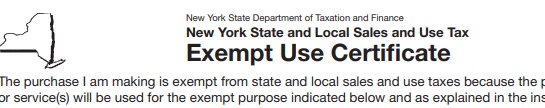 New York State Department of Taxation and Finance
New York State and Local Sales and Use Tax
Exempt Use Certificate
The purchase I am making is exempt from state and local sales and use taxes because the
or service(s) will be used for the exempt purpose indicated below and as explained in the